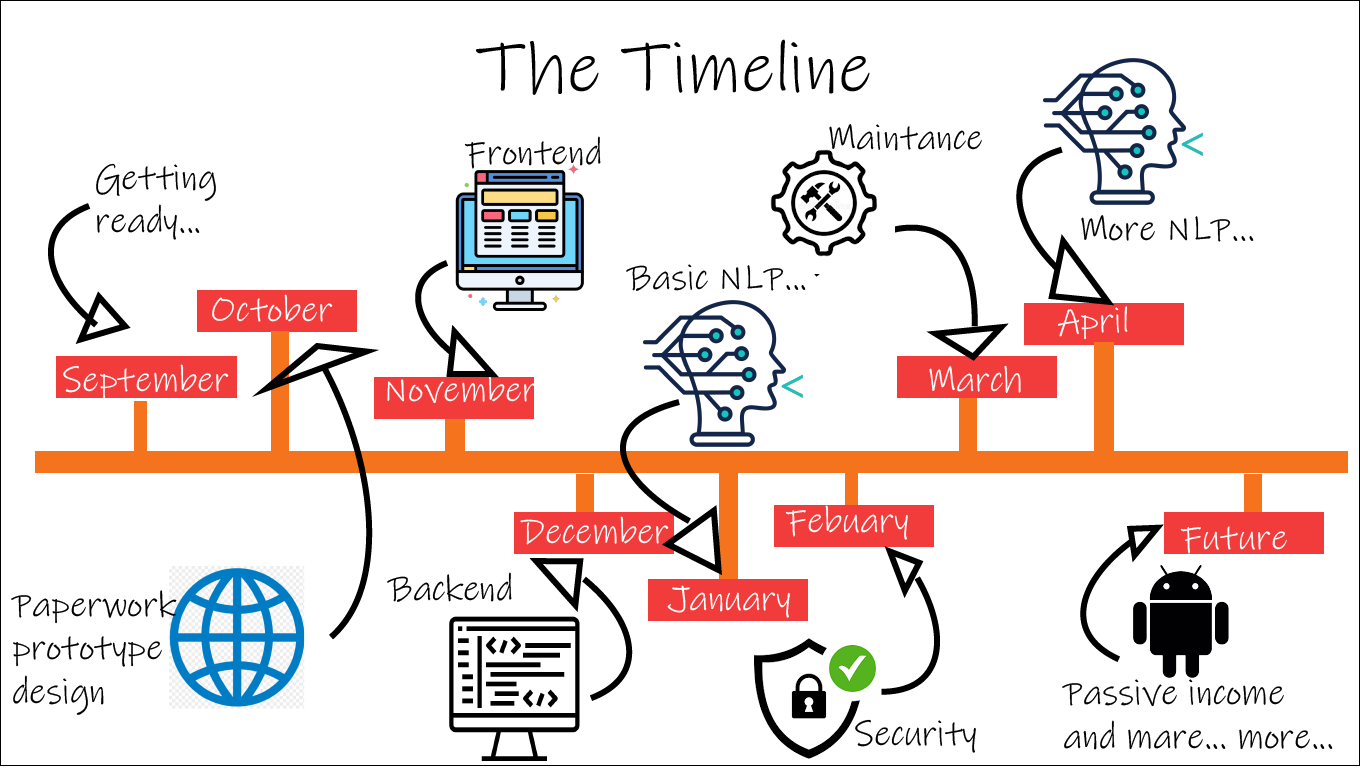 The Timeline
Getting
ready...
September
October
Paperwork
prototype
design
Frontend
November
Backend
December
</>
</>
Basic NLP...
January
Security
Febuary
Maintance
March
More NLP...
April
Future
Passive income
and mare... more...